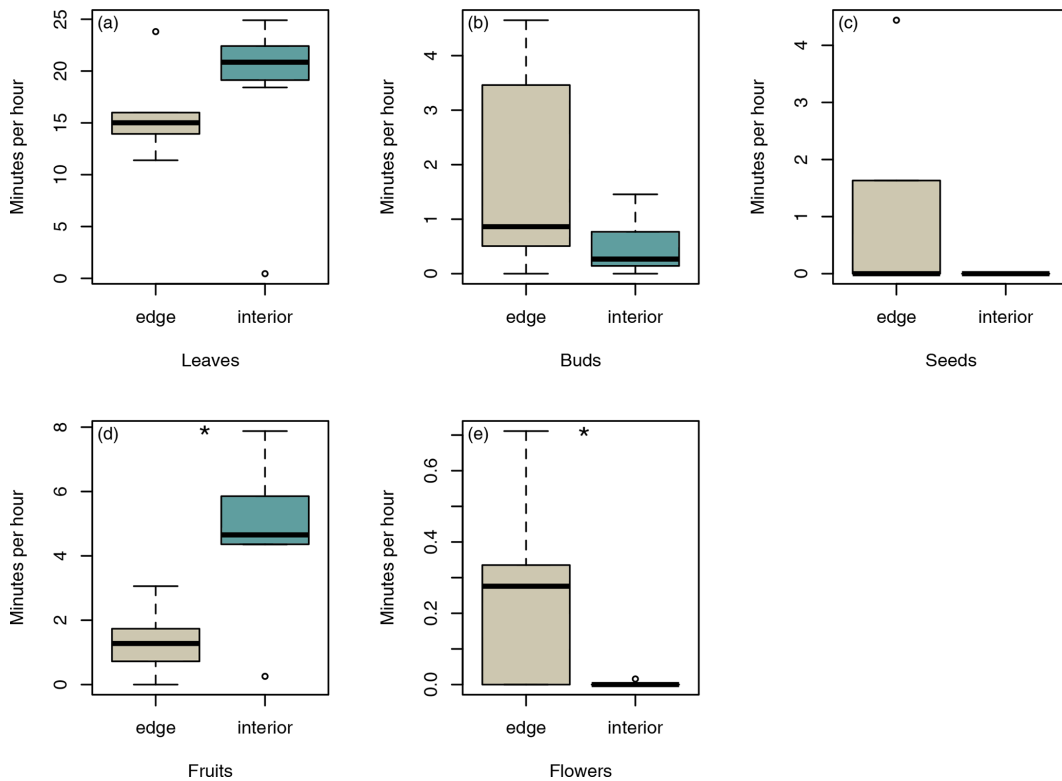 (a)
Minutes per hour
0
5
10
15
20
25
edge interior
Leaves
(b)
Minutes per hour
0
1
2
3
4
edge interior
Buds
(c)
Minutes per hour
0
1
2
3
4
edge interior
Seeds
(d)
*
Minutes per hour
0
2
4
6
8
edge interior
Fruits
(e)
*
Minutes per hour
0.0
0.2
0.4
0.6
edge interior
Flowers